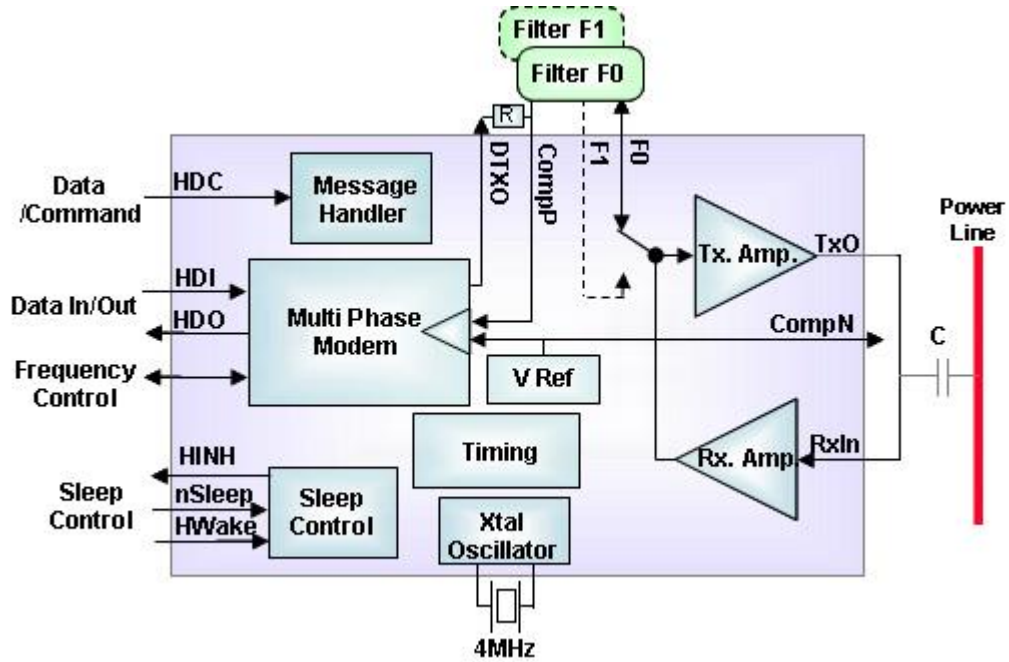 Filter F1
Filter F0
R
DTXO
CompP
F1
F0
Data
/Command
HDC
Message
Handler
Power
Line
Tx. Amp.
TxO
Data In/Out
HDI
HDO
Multi Phase
Modem
CompN
C
V Ref
Frequency
Control
Timing
Rx. Amp.
RxIn
Sleep
Control
HINH
nSleep
HWake
Sleep
Control
Xtal
Oscillator
4MHz